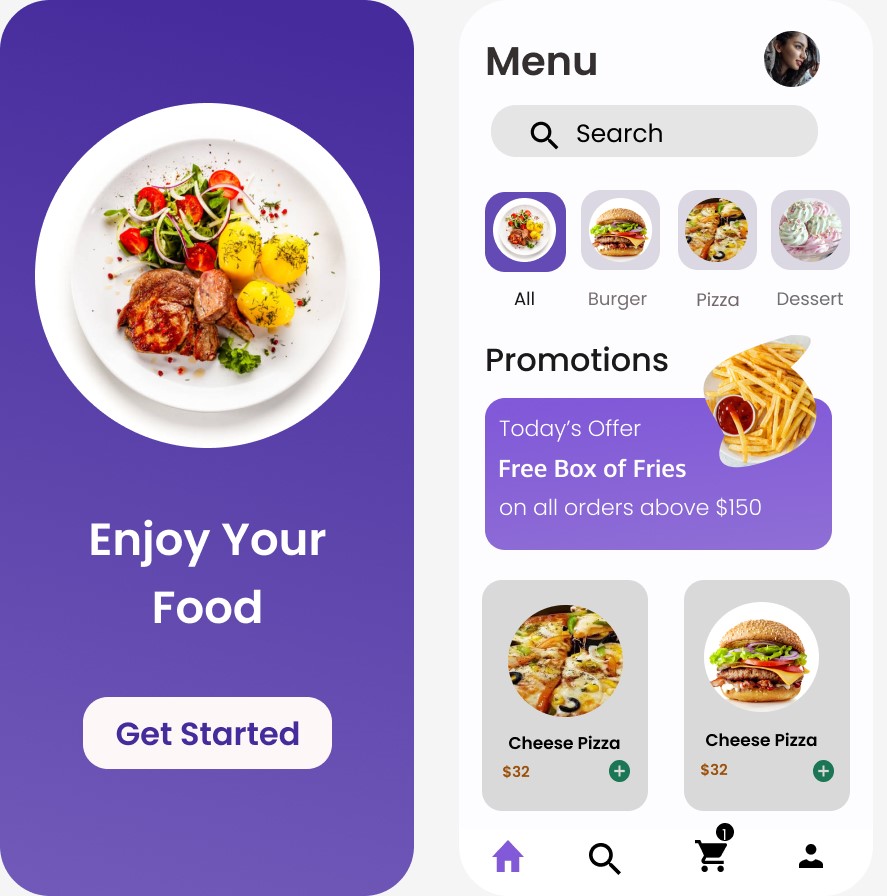 Enjoy Your
Food
Get Started
Menu
Search
All
Burger
Pizza
Dessert
Promotions
Today's Offer
Free Box of Fries
on all orders above $150
Cheese Pizza
$32
Cheese Pizza
$32
1